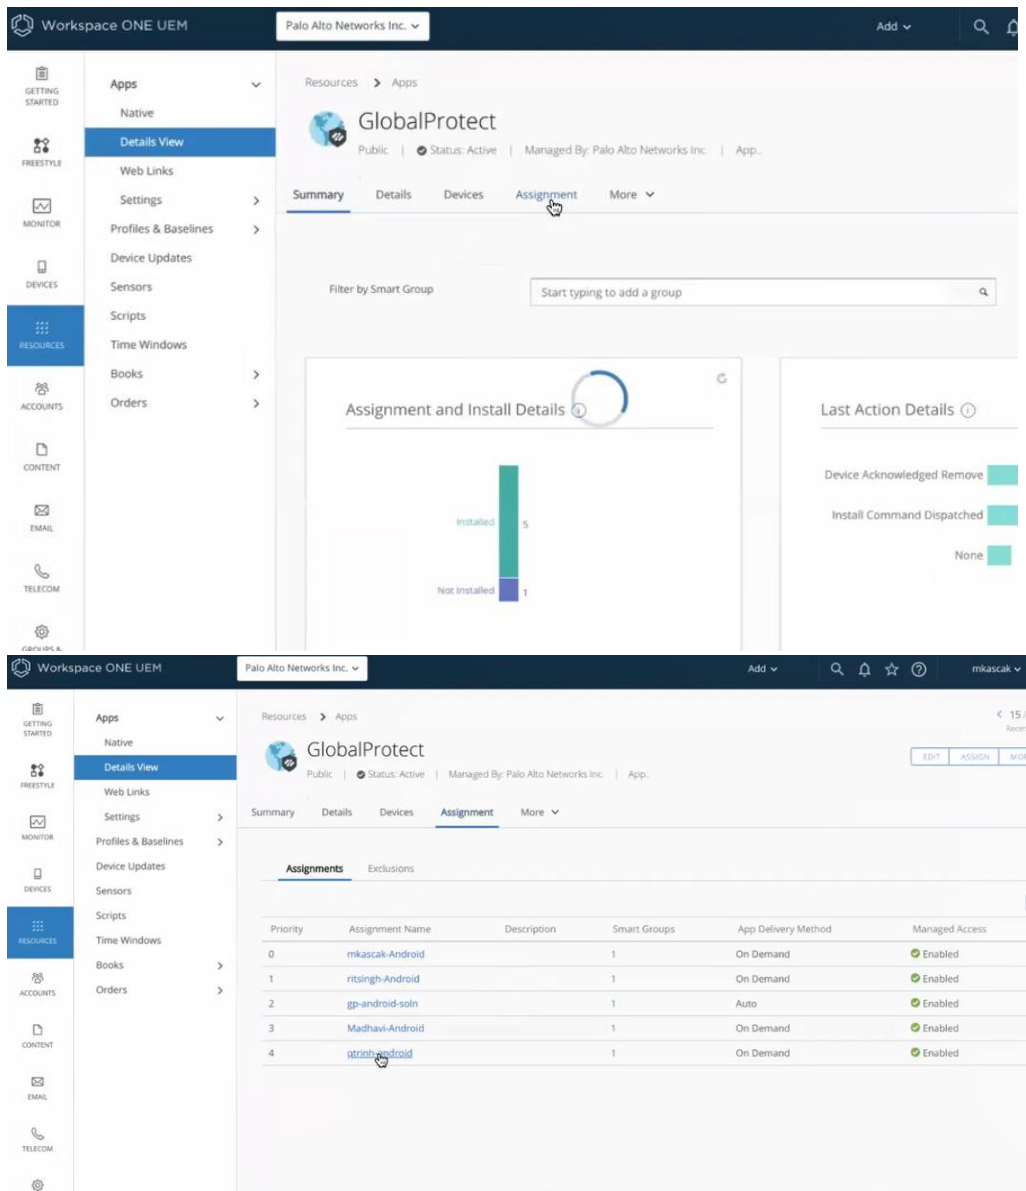 Workspace ONE UEM
Palo Alto Networks Inc.
Add
GETTING STARTED
FREESTYLE
MONITOR
DEVICES
RESOURCES
ACCOUNTS
CONTENT
EMAIL
TELECOM
GROUPS &
Apps
Native
Details View
Web Links
Settings
Profiles & Baselines
Device Updates
Sensors
Scripts
Time Windows
Books
Orders
Resources > Apps
GlobalProtect
Public | Status: Active | Managed By: Palo Alto Networks Inc. | App..
Summary Details Devices Assignment More
Filter by Smart Group Start typing to add a group
Assignment and Install Details
Installed 5
Not Installed 1
Last Action Details
Device Acknowledged Remove
Install Command Dispatched
None
Workspace ONE UEM
Palo Alto Networks Inc.
Add
mkascak
GETTING STARTED
FREESTYLE
MONITOR
DEVICES
RESOURCES
ACCOUNTS
CONTENT
EMAIL
TELECOM
Apps
Native
Details View
Web Links
Settings
Profiles & Baselines
Device Updates
Sensors
Scripts
Time Windows
Books
Orders
Resources > Apps
< 15
GlobalProtect
EDIT ASSIGN
Public | Status: Active | Managed By: Palo Alto Networks Inc. | App..
Summary Details Devices Assignment More
Assignments Exclusions
Priority Assignment Name Description Smart Groups App Delivery Method Managed Access
0 mkascak-Android 1 On Demand Enabled
1 ritsingh-Android 1 On Demand Enabled
2 gp-android-soln 1 Auto Enabled
3 Madhavi-Android 1 On Demand Enabled
4 qtrinh-android 1 On Demand Enabled